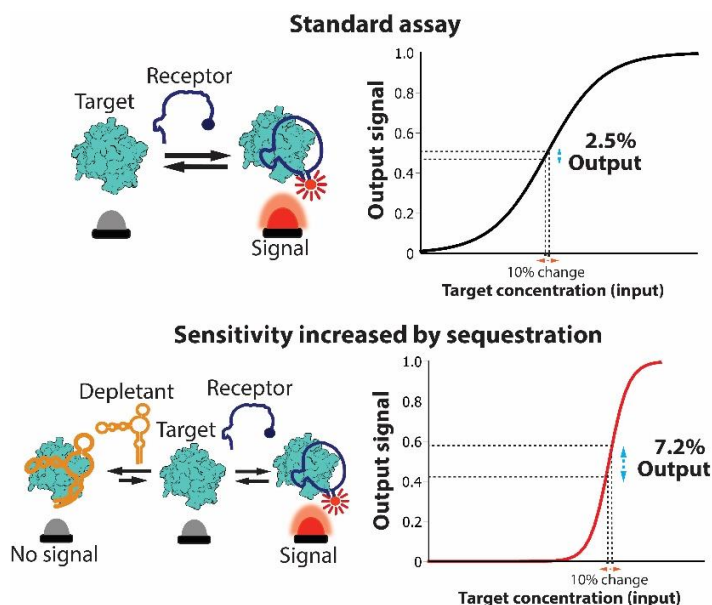 Standard assay
Receptor
Target
Signal
Output signal
1.0
0.8
0.6
0.4
0.2
0
2.5%
Output
10% change
Target concentration (input)
Sensitivity increased by sequestration
Depletant
Receptor
Target
No signal
Signal
Output signal
1.0
0.8
0.6
0.4
0.2
0
7.2%
Output
10% change
Target concentration (input)